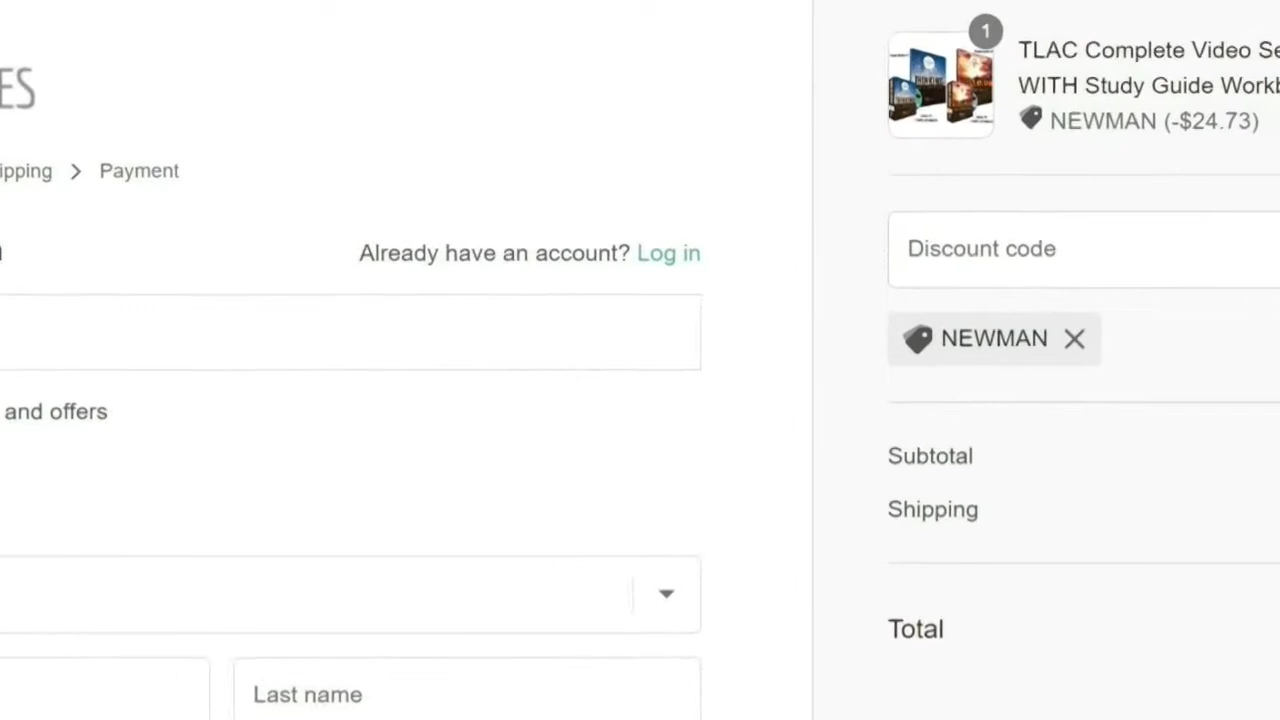 ES
ipping > Payment
Already have an account? Log in
and offers
Last name
1
TLAC Complete Video Se
WITH Study Guide Workb
NEWMAN (-$24.73)
Discount code
NEWMAN
Subtotal
Shipping
Total